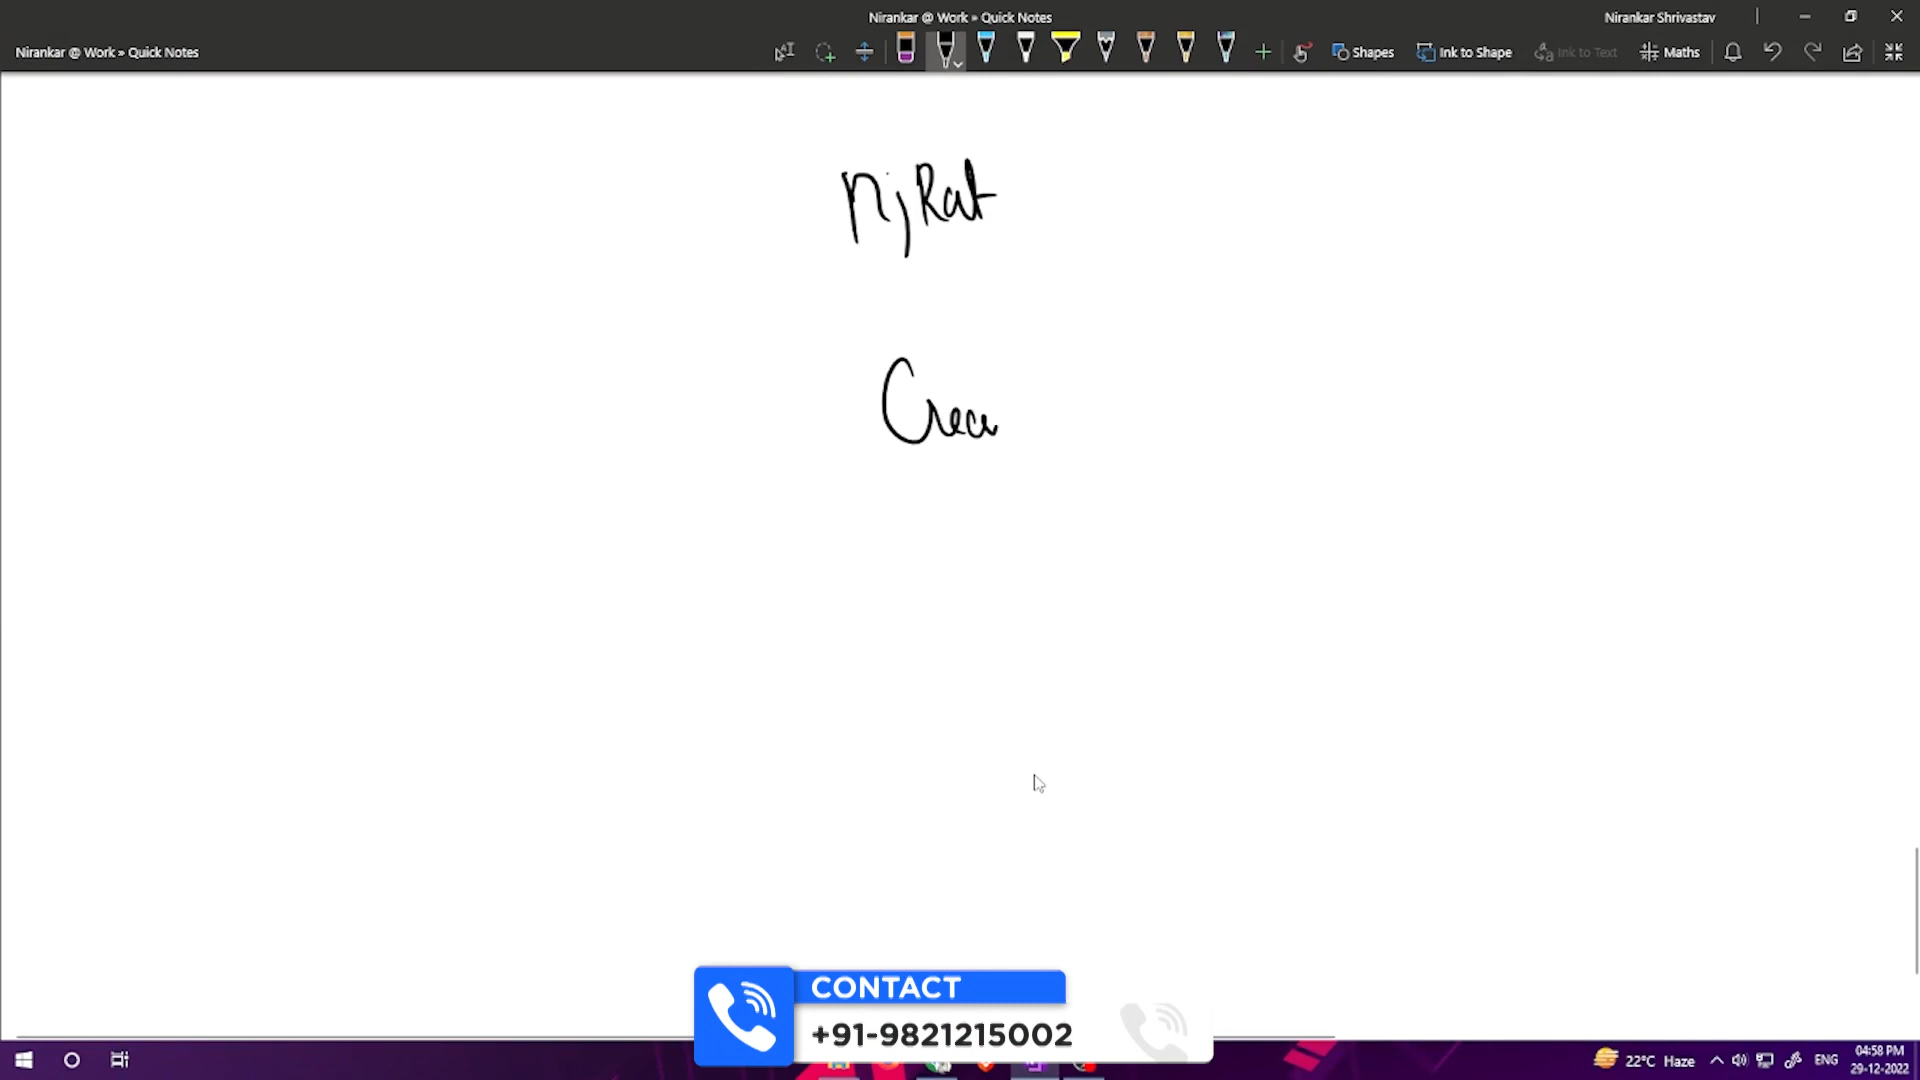 Nirankar @ Work » Quick Notes
Nirankar Shrivastav
Nirankar @ Work » Quick Notes
Shapes
Ink to Shape
Ink to Text
Maths
NjRat
CONTACT
+91-9821215002
22°C Haze
ENG
04:58 PM
29-12-2022